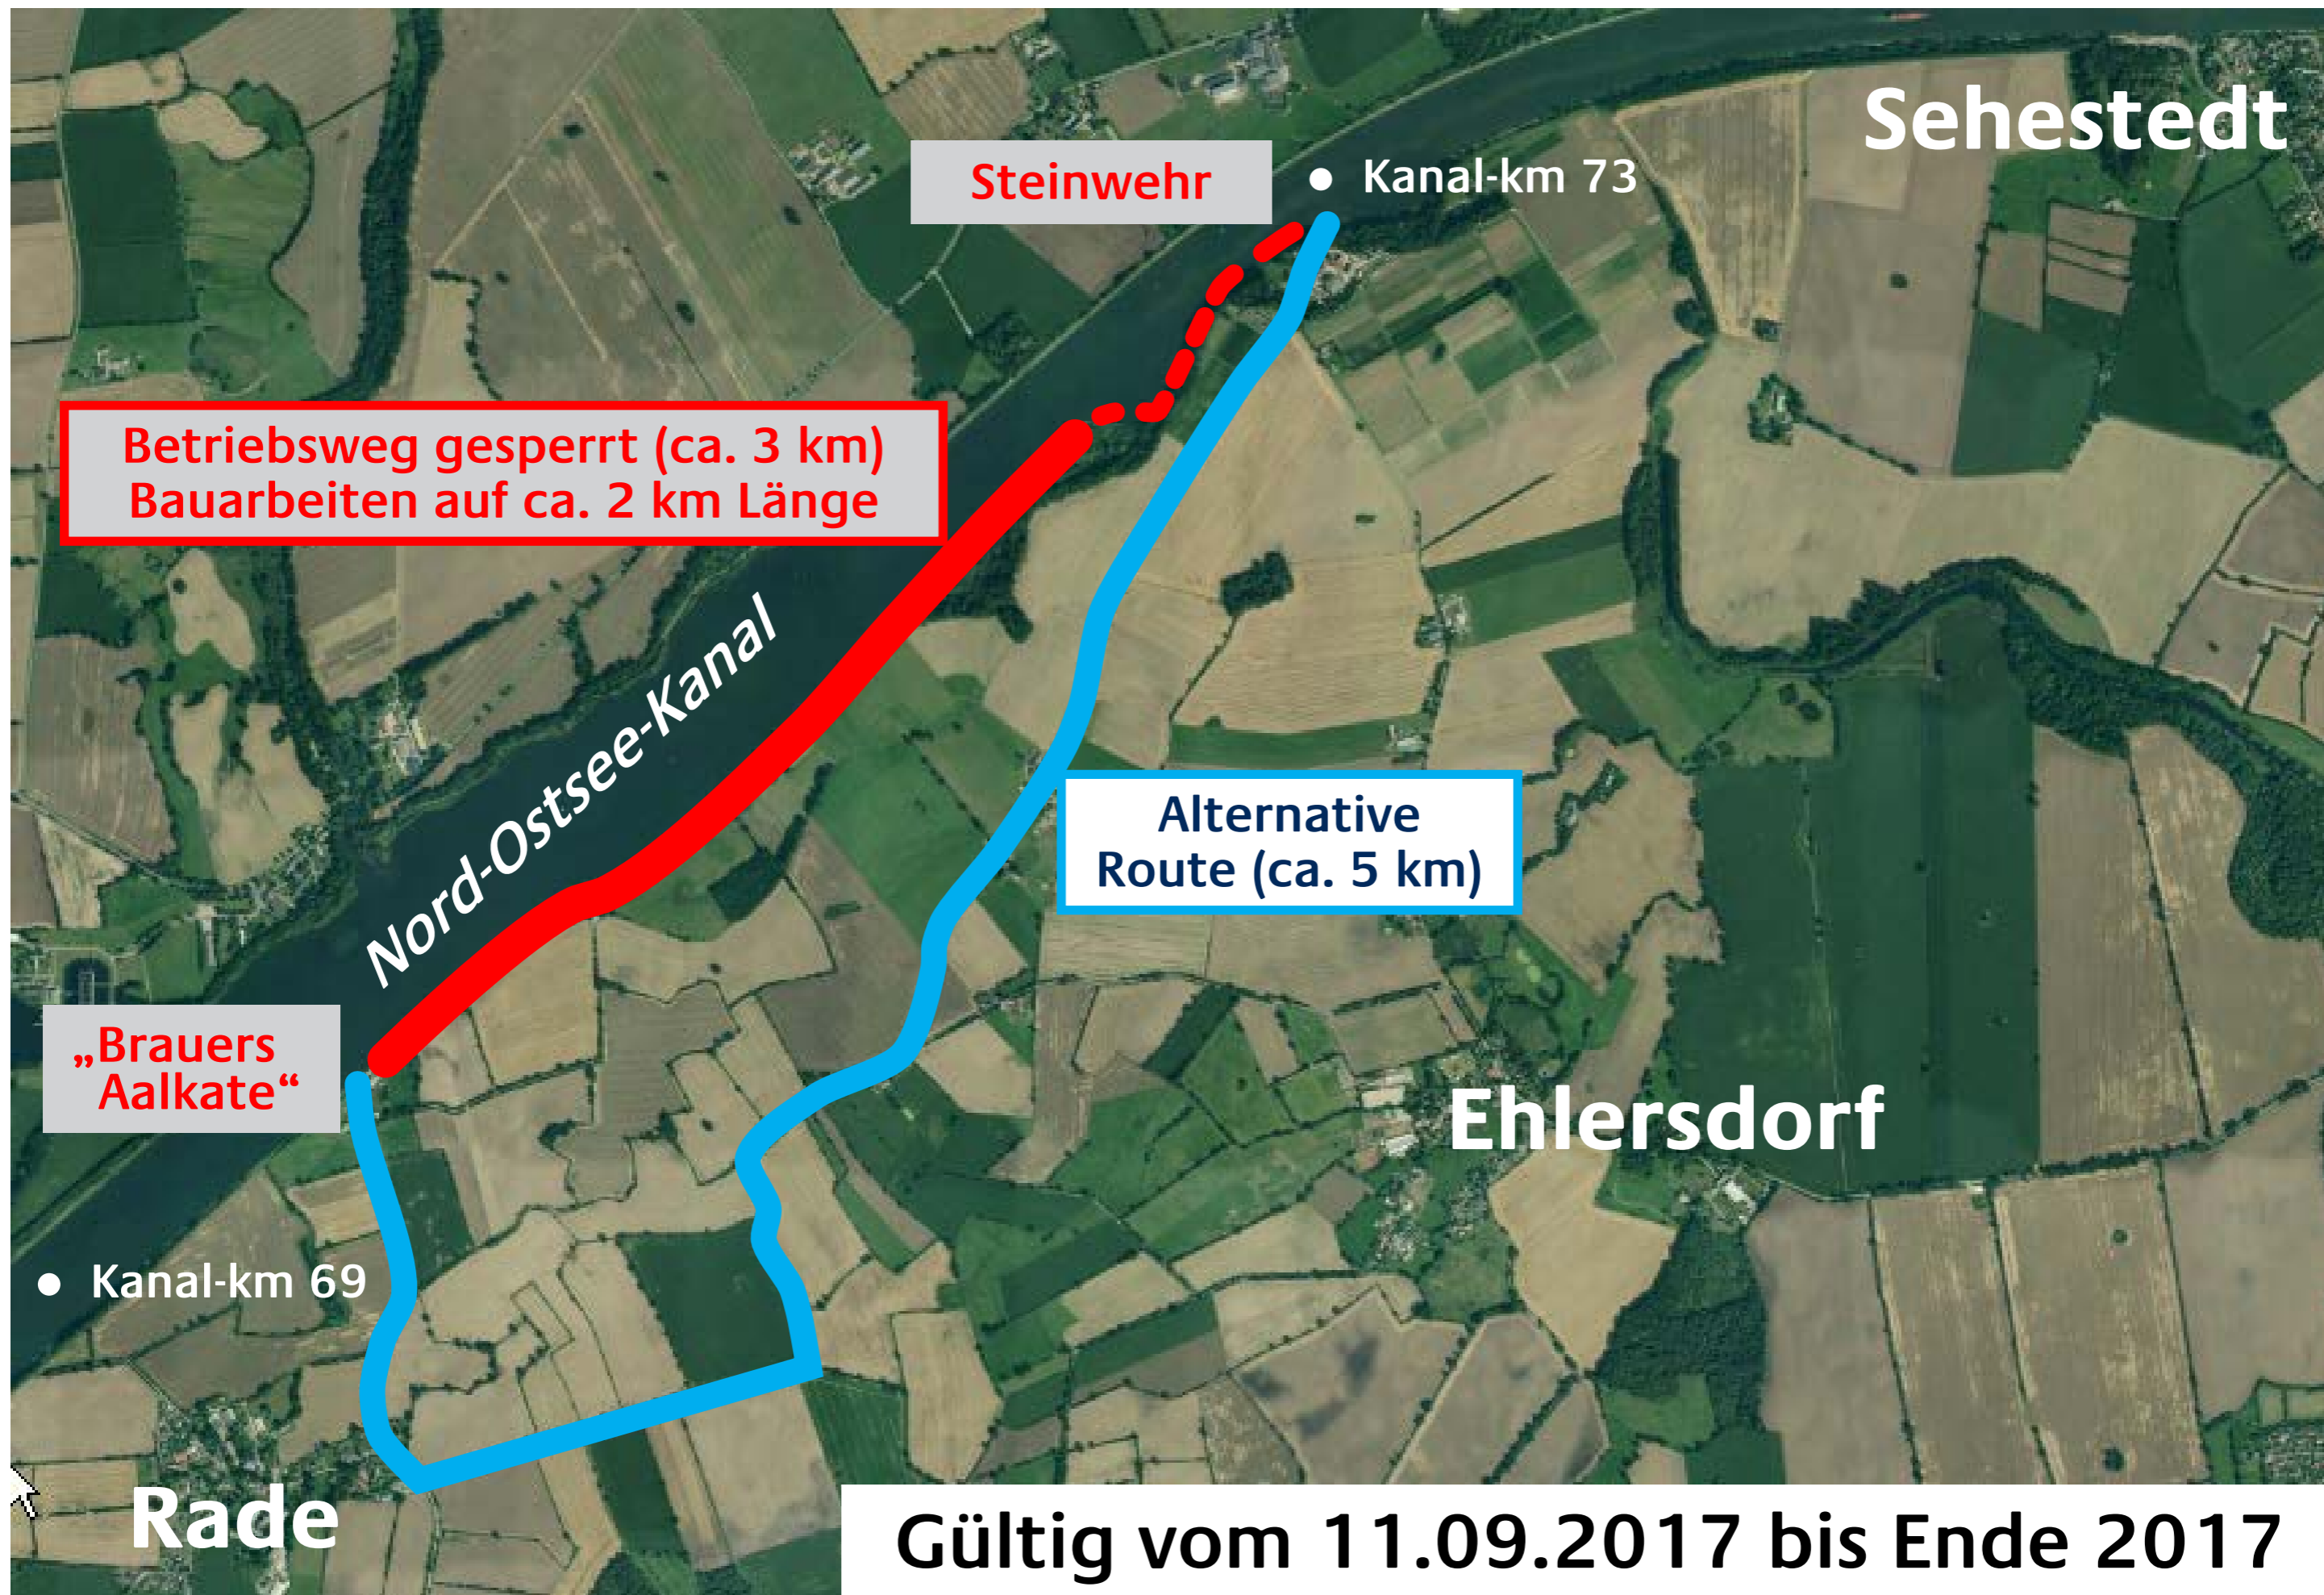 Sehestedt
Steinwehr
Kanal-km 73
Betriebsweg gesperrt (ca. 3 km)
Bauarbeiten auf ca. 2 km Länge
Nord-Ostsee-Kanal
Alternative
Route (ca. 5 km)
„Brauers
Aalkate“
Ehlersdorf
Kanal-km 69
Rade
Gültig vom 11.09.2017 bis Ende 2017